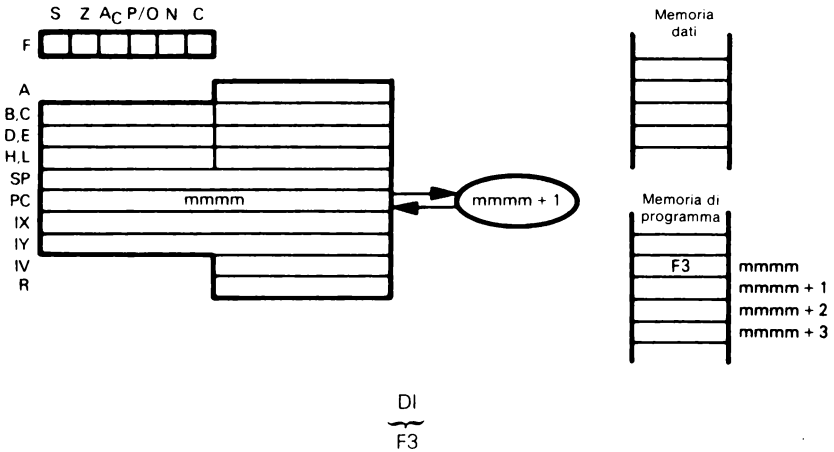 S Z AC P/O N C
F
A
B,C
D,E
H,L
SP
PC mmmm mmmm + 1
IX
IY
IV
R
Memoria
dati
Memoria di
programma
F3 mmmm
mmmm + 1
mmmm + 2
mmmm + 3
DI
F3